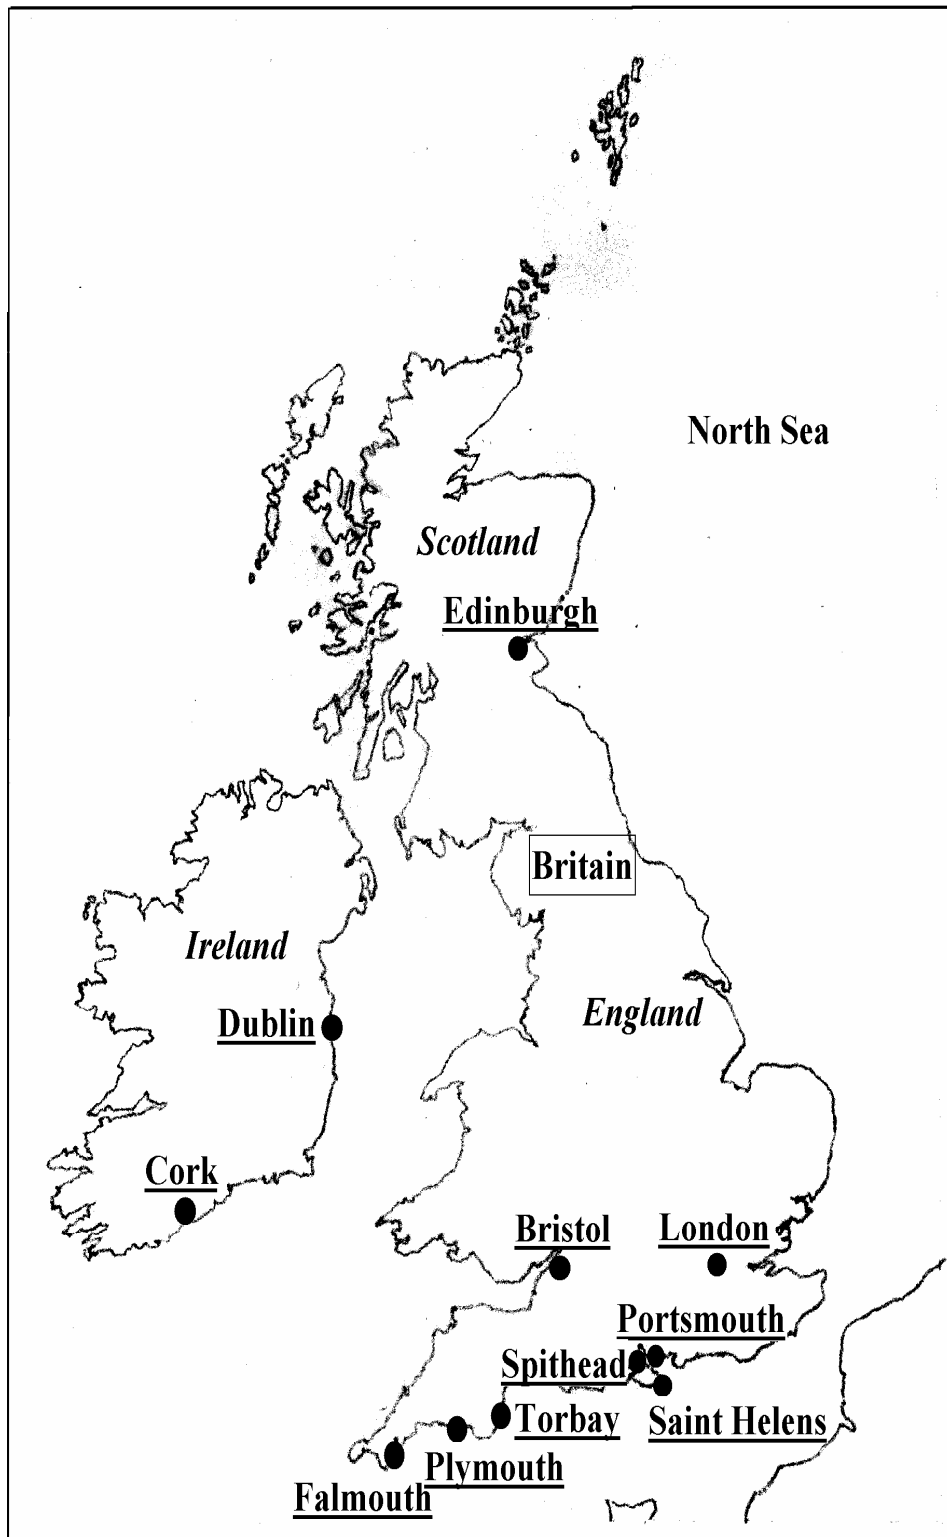 North Sea
Scotland
Edinburgh
Britain
Ireland
England
Dublin
Cork
Bristol
London
Portsmouth
Spithead
Torbay
Saint Helens
Plymouth
Falmouth